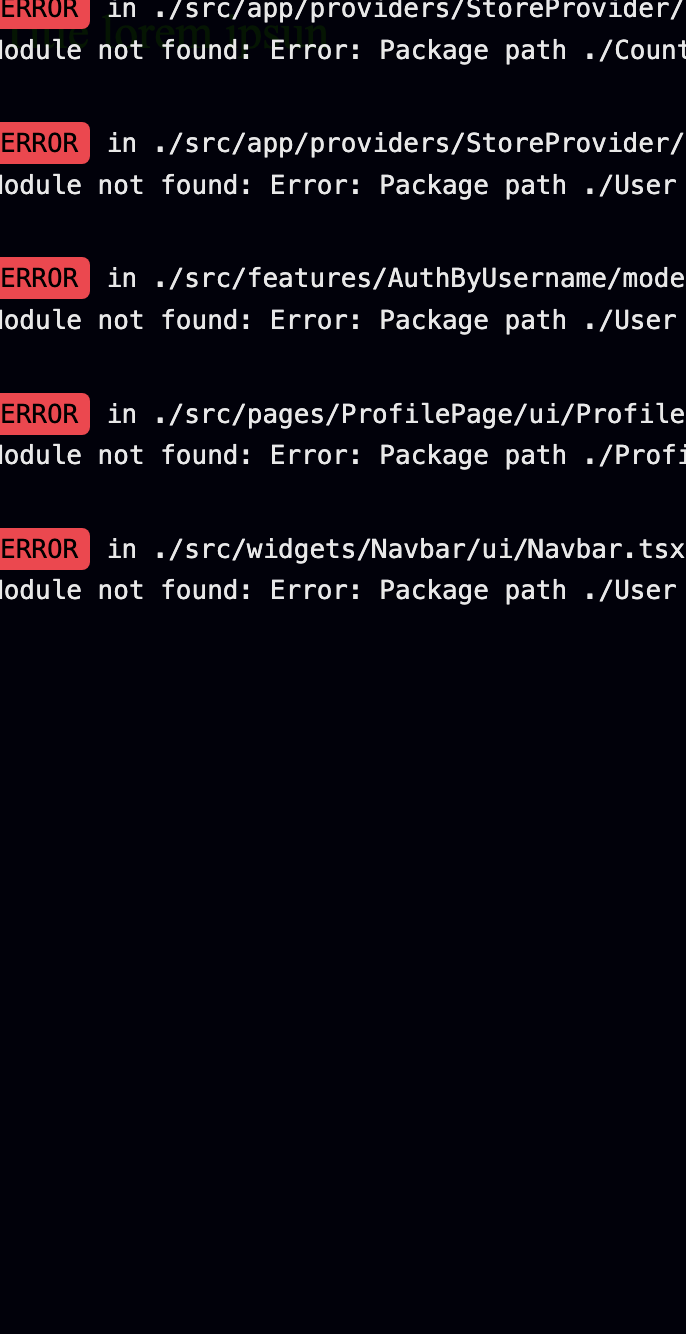 ERROR in ./src/app/providers/StoreProvider/
Module not found: Error: Package path ./Count
ERROR in ./src/app/providers/StoreProvider/
Module not found: Error: Package path ./User
ERROR in ./src/features/AuthByUsername/mode
Module not found: Error: Package path ./User
ERROR in ./src/pages/ProfilePage/ui/Profile
Module not found: Error: Package path ./Profi
ERROR in ./src/widgets/Navbar/ui/Navbar.tsx
Module not found: Error: Package path ./User